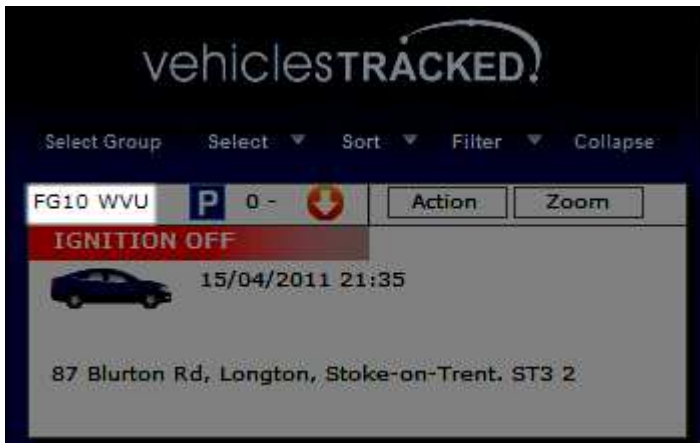 vehiclesTRACKED!
Select Group Select Sort Filter Collapse
FG10 WVU P 0 - Action Zoom
IGNITION OFF
15/04/2011 21:35
87 Blurton Rd, Longton, Stoke-on-Trent. ST3 2